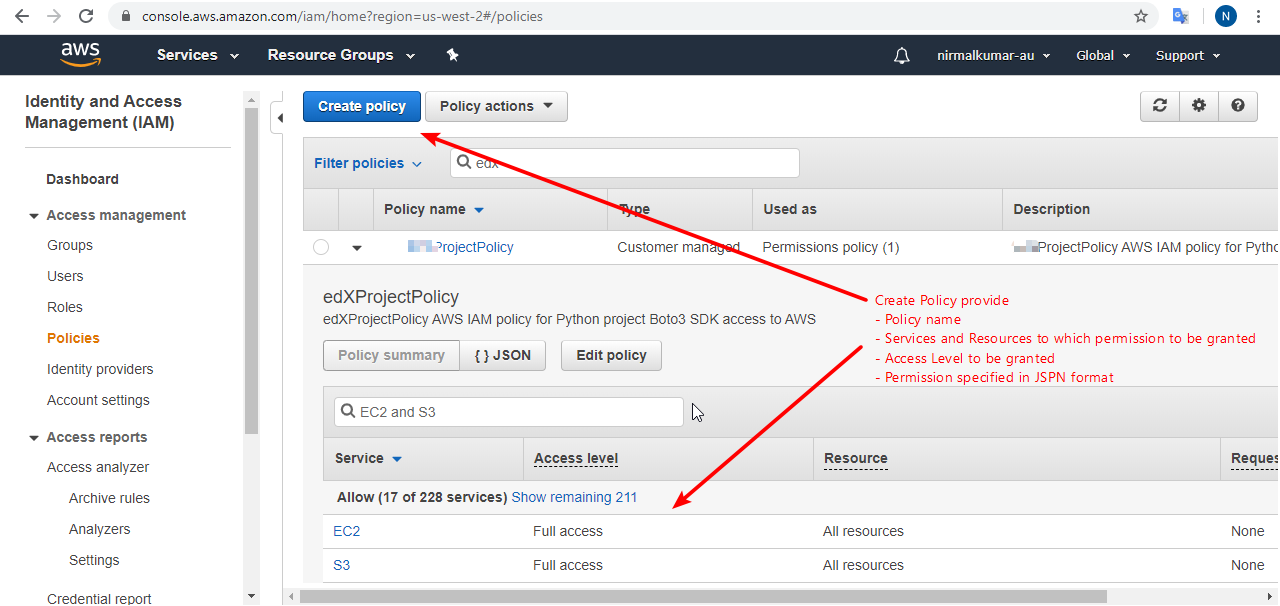 console.aws.amazon.com/iam/home?region=us-west-2#/policies
N
aws
Services
Resource Groups
nirmalkumar-au
Global
Support
Identity and Access
Management (IAM)
Dashboard
Access management
Groups
Users
Roles
Policies
Identity providers
Account settings
Access reports
Access analyzer
Archive rules
Analyzers
Settings
Credential report
Create policy
Policy actions
Filter policies
edx
Policy name
Type
Used as
Description
ProjectPolicy
Customer managed
Permissions policy (1)
ProjectPolicy AWS IAM policy for Pytho
edXProjectPolicy
edXProjectPolicy AWS IAM policy for Python project Boto3 SDK access to AWS
Policy summary
{ } JSON
Edit policy
Create Policy provide
- Policy name
- Services and Resources to which permission to be granted
- Access Level to be granted
- Permission specified in JSPN format
EC2 and S3
Service
Access level
Resource
Reques
Allow (17 of 228 services) Show remaining 211
EC2 Full access All resources None
S3 Full access All resources None